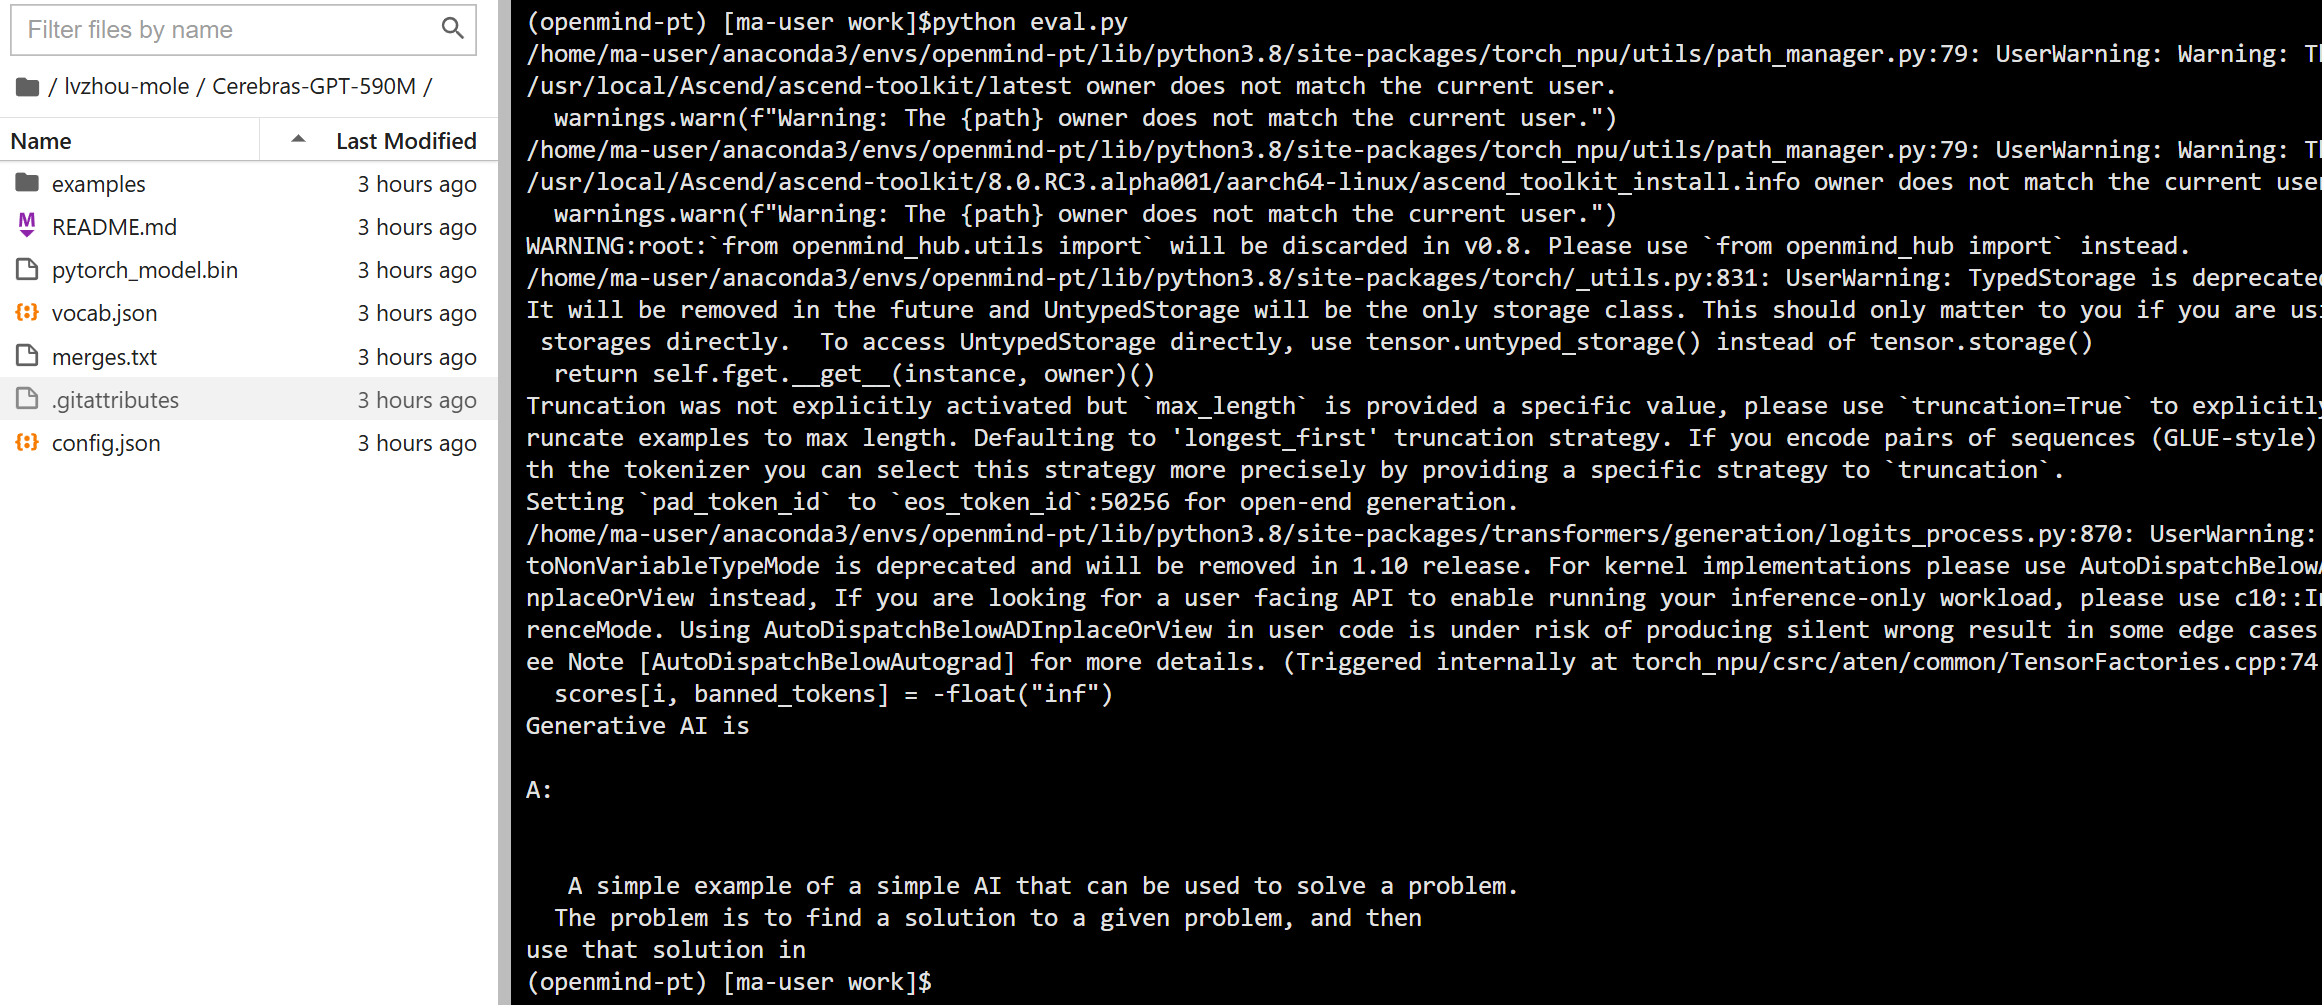 Filter files by name
/ lvzhou-mole / Cerebras-GPT-590M /
Name Last Modified
examples 3 hours ago
README.md 3 hours ago
pytorch_model.bin 3 hours ago
vocab.json 3 hours ago
merges.txt 3 hours ago
.gitattributes 3 hours ago
config.json 3 hours ago
(openmind-pt) [ma-user work]$python eval.py
/home/ma-user/anaconda3/envs/openmind-pt/lib/python3.8/site-packages/torch_npu/utils/path_manager.py:79: UserWarning: Warning: Th
/usr/local/Ascend/ascend-toolkit/latest owner does not match the current user.
  warnings.warn(f"Warning: The {path} owner does not match the current user.")
/home/ma-user/anaconda3/envs/openmind-pt/lib/python3.8/site-packages/torch_npu/utils/path_manager.py:79: UserWarning: Warning: Th
/usr/local/Ascend/ascend-toolkit/8.0.RC3.alpha001/aarch64-linux/ascend_toolkit_install.info owner does not match the current user
  warnings.warn(f"Warning: The {path} owner does not match the current user.")
WARNING:root:`from openmind_hub.utils import` will be discarded in v0.8. Please use `from openmind_hub import` instead.
/home/ma-user/anaconda3/envs/openmind-pt/lib/python3.8/site-packages/torch/_utils.py:831: UserWarning: TypedStorage is deprecated
It will be removed in the future and UntypedStorage will be the only storage class. This should only matter to you if you are usi
 storages directly.  To access UntypedStorage directly, use tensor.untyped_storage() instead of tensor.storage()
  return self.fget.__get__(instance, owner)()
Truncation was not explicitly activated but `max_length` is provided a specific value, please use `truncation=True` to explicitly
runcate examples to max length. Defaulting to 'longest_first' truncation strategy. If you encode pairs of sequences (GLUE-style)
th the tokenizer you can select this strategy more precisely by providing a specific strategy to `truncation`.
Setting `pad_token_id` to `eos_token_id`:50256 for open-end generation.
/home/ma-user/anaconda3/envs/openmind-pt/lib/python3.8/site-packages/transformers/generation/logits_process.py:870: UserWarning:
toNonVariableTypeMode is deprecated and will be removed in 1.10 release. For kernel implementations please use AutoDispatchBelowA
nplaceOrView instead, If you are looking for a user facing API to enable running your inference-only workload, please use c10::In
renceMode. Using AutoDispatchBelowADInplaceOrView in user code is under risk of producing silent wrong result in some edge cases
ee Note [AutoDispatchBelowAutograd] for more details. (Triggered internally at torch_npu/csrc/aten/common/TensorFactories.cpp:74
  scores[i, banned_tokens] = -float("inf")
Generative AI is
A:
   A simple example of a simple AI that can be used to solve a problem.
  The problem is to find a solution to a given problem, and then
use that solution in
(openmind-pt) [ma-user work]$